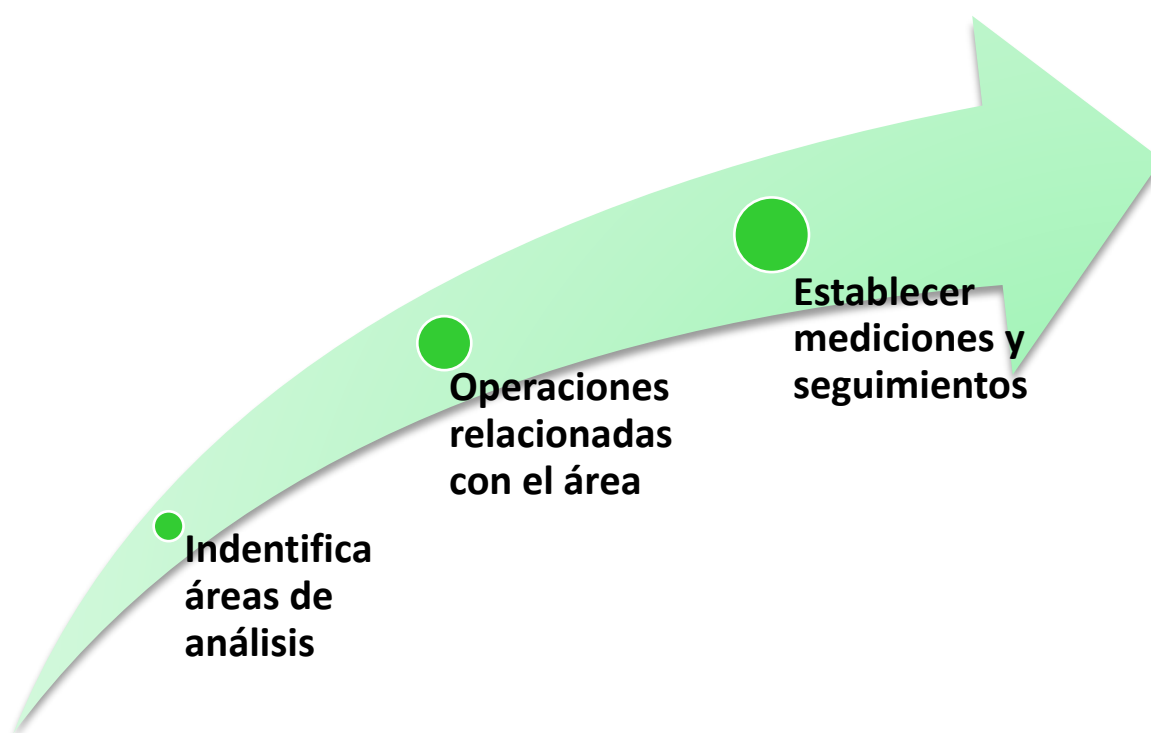 Indentifica
áreas de
análisis
Operaciones
relacionadas
con el área
Establecer
mediciones y
seguimientos